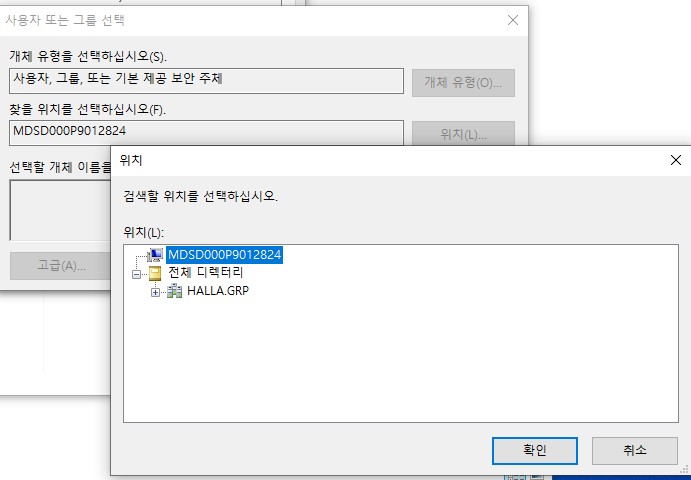 사용자 또는 그룹 선택
개체 유형을 선택하십시오(S).
사용자, 그룹, 또는 기본 제공 보안 주체
개체 유형(O)...
찾을 위치를 선택하십시오(F).
MDSD000P9012824
위치(L)...
선택할 개체 이름을
고급(A)...
위치
검색할 위치를 선택하십시오.
위치(L):
MDSD000P9012824
전체 디렉터리
HALLA.GRP
확인
취소